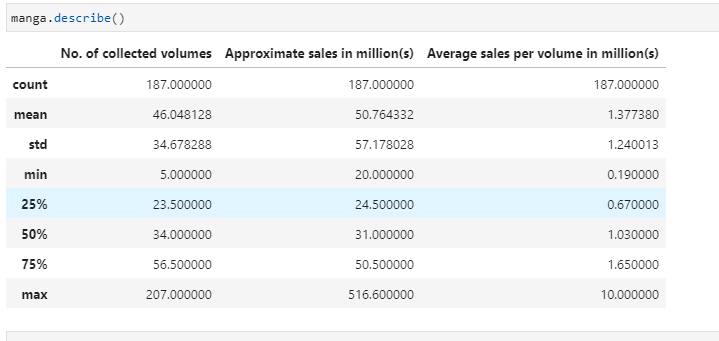 manga.describe()
No. of collected volumes Approximate sales in million(s) Average sales per volume in million(s)
count 187.000000 187.000000 187.000000
mean 46.048128 50.764332 1.377380
std 34.678288 57.178028 1.240013
min 5.000000 20.000000 0.190000
25% 23.500000 24.500000 0.670000
50% 34.000000 31.000000 1.030000
75% 56.500000 50.500000 1.650000
max 207.000000 516.600000 10.000000